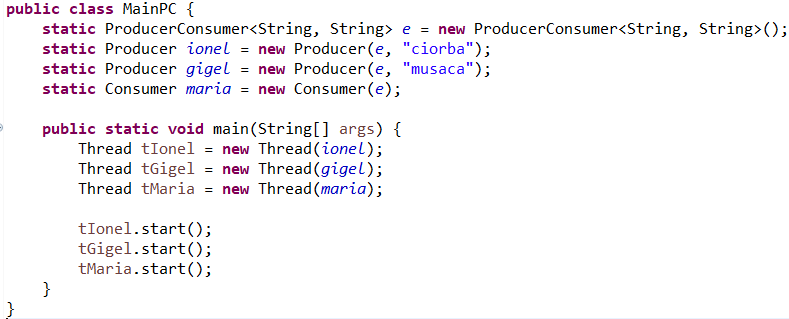 public class MainPC {
    static ProducerConsumer<String, String> e = new ProducerConsumer<String, String>();
    static Producer ionel = new Producer(e, "ciorba");
    static Producer gigel = new Producer(e, "musaca");
    static Consumer maria = new Consumer(e);

    public static void main(String[] args) {
        Thread tIonel = new Thread(ionel);
        Thread tGigel = new Thread(gigel);
        Thread tMaria = new Thread(maria);

        tIonel.start();
        tGigel.start();
        tMaria.start();
    }
}